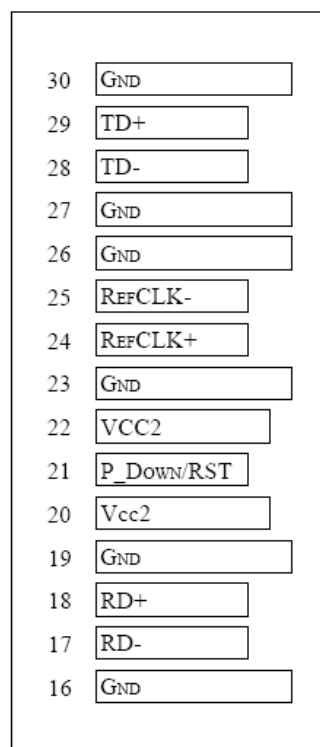 30 GND
29 TD+
28 TD-
27 GND
26 GND
25 REFCLK-
24 REFCLK+
23 GND
22 VCC2
21 P_DOWN/RST
20 Vcc2
19 GND
18 RD+
17 RD-
16 GND